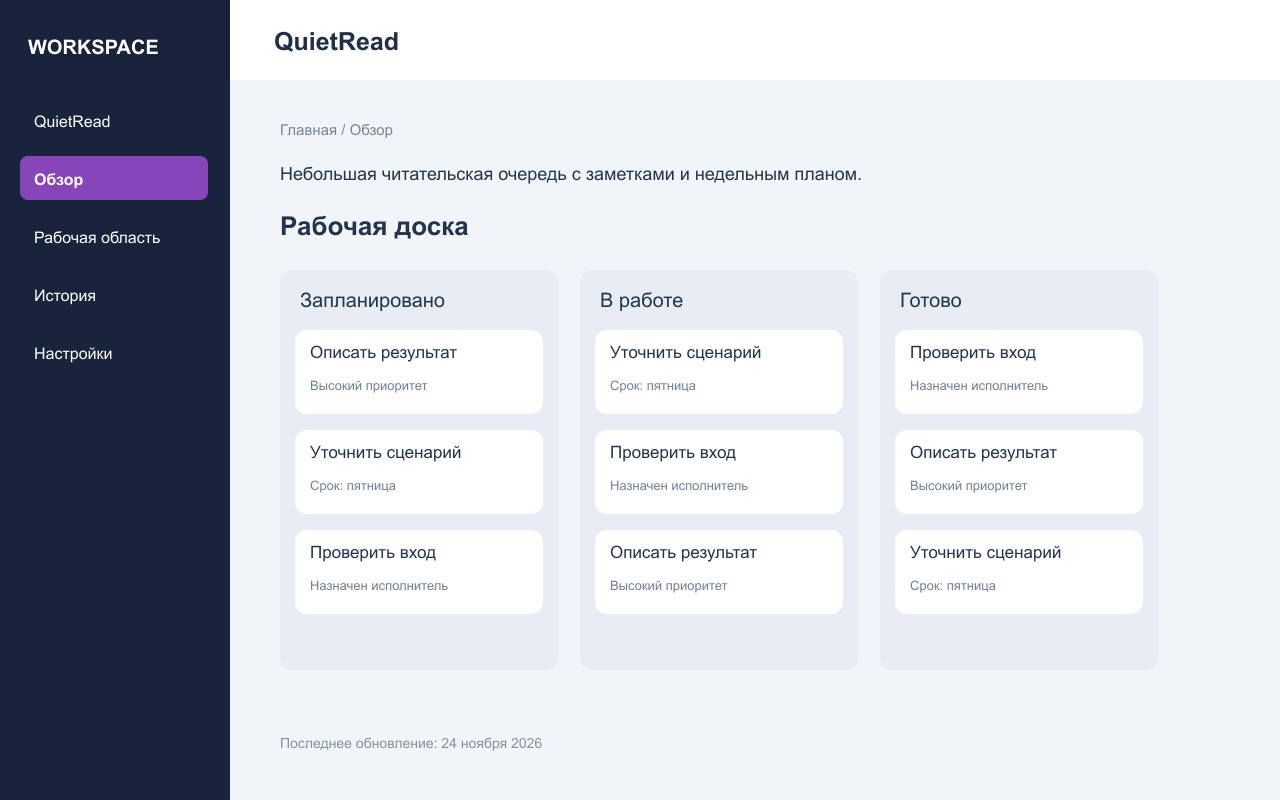 WORKSPACE
QuietRead
Обзор
Рабочая область
История
Настройки
QuietRead
Главная / Обзор
Небольшая читательская очередь с заметками и недельным планом.
Рабочая доска
Запланировано
Описать результат
Высокий приоритет
Уточнить сценарий
Срок: пятница
Проверить вход
Назначен исполнитель
В работе
Уточнить сценарий
Срок: пятница
Проверить вход
Назначен исполнитель
Описать результат
Высокий приоритет
Готово
Проверить вход
Назначен исполнитель
Описать результат
Высокий приоритет
Уточнить сценарий
Срок: пятница
Последнее обновление: 24 ноября 2026